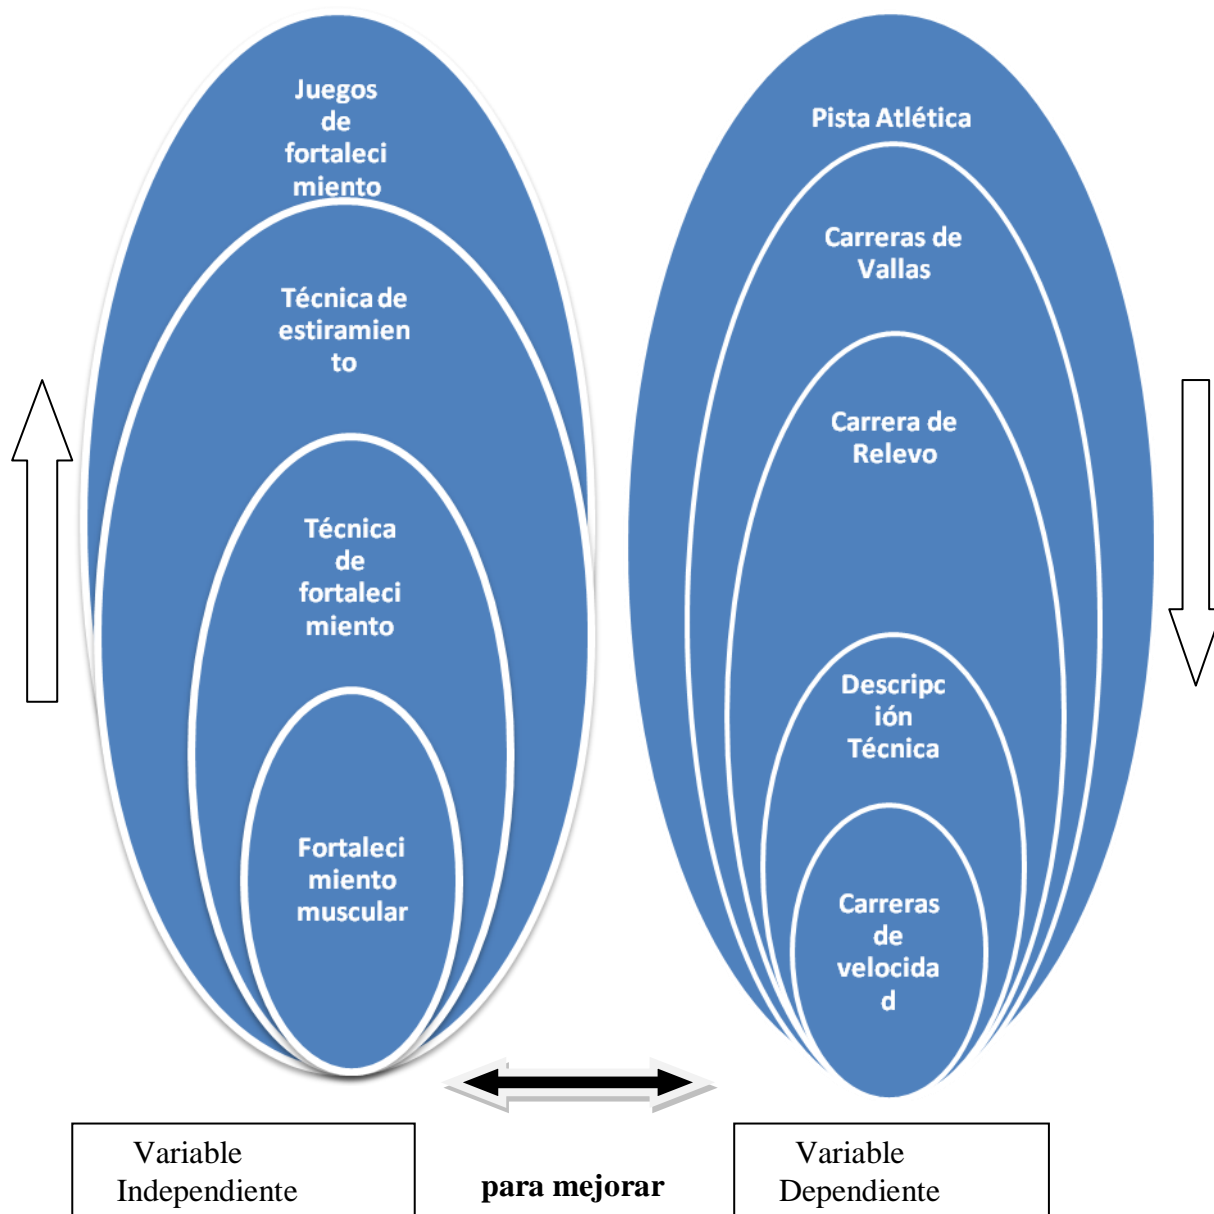 Juegos
de
fortaleci
miento
Técnica de
estiramien
to
Técnica
de
fortaleci
miento
Fortaleci
miento
muscular
Pista Atlética
Carreras de
Vallas
Carrera de
Relevo
Descripc
ión
Técnica
Carreras
de
velocida
d
Variable
Independiente
para mejorar
Variable
Dependiente